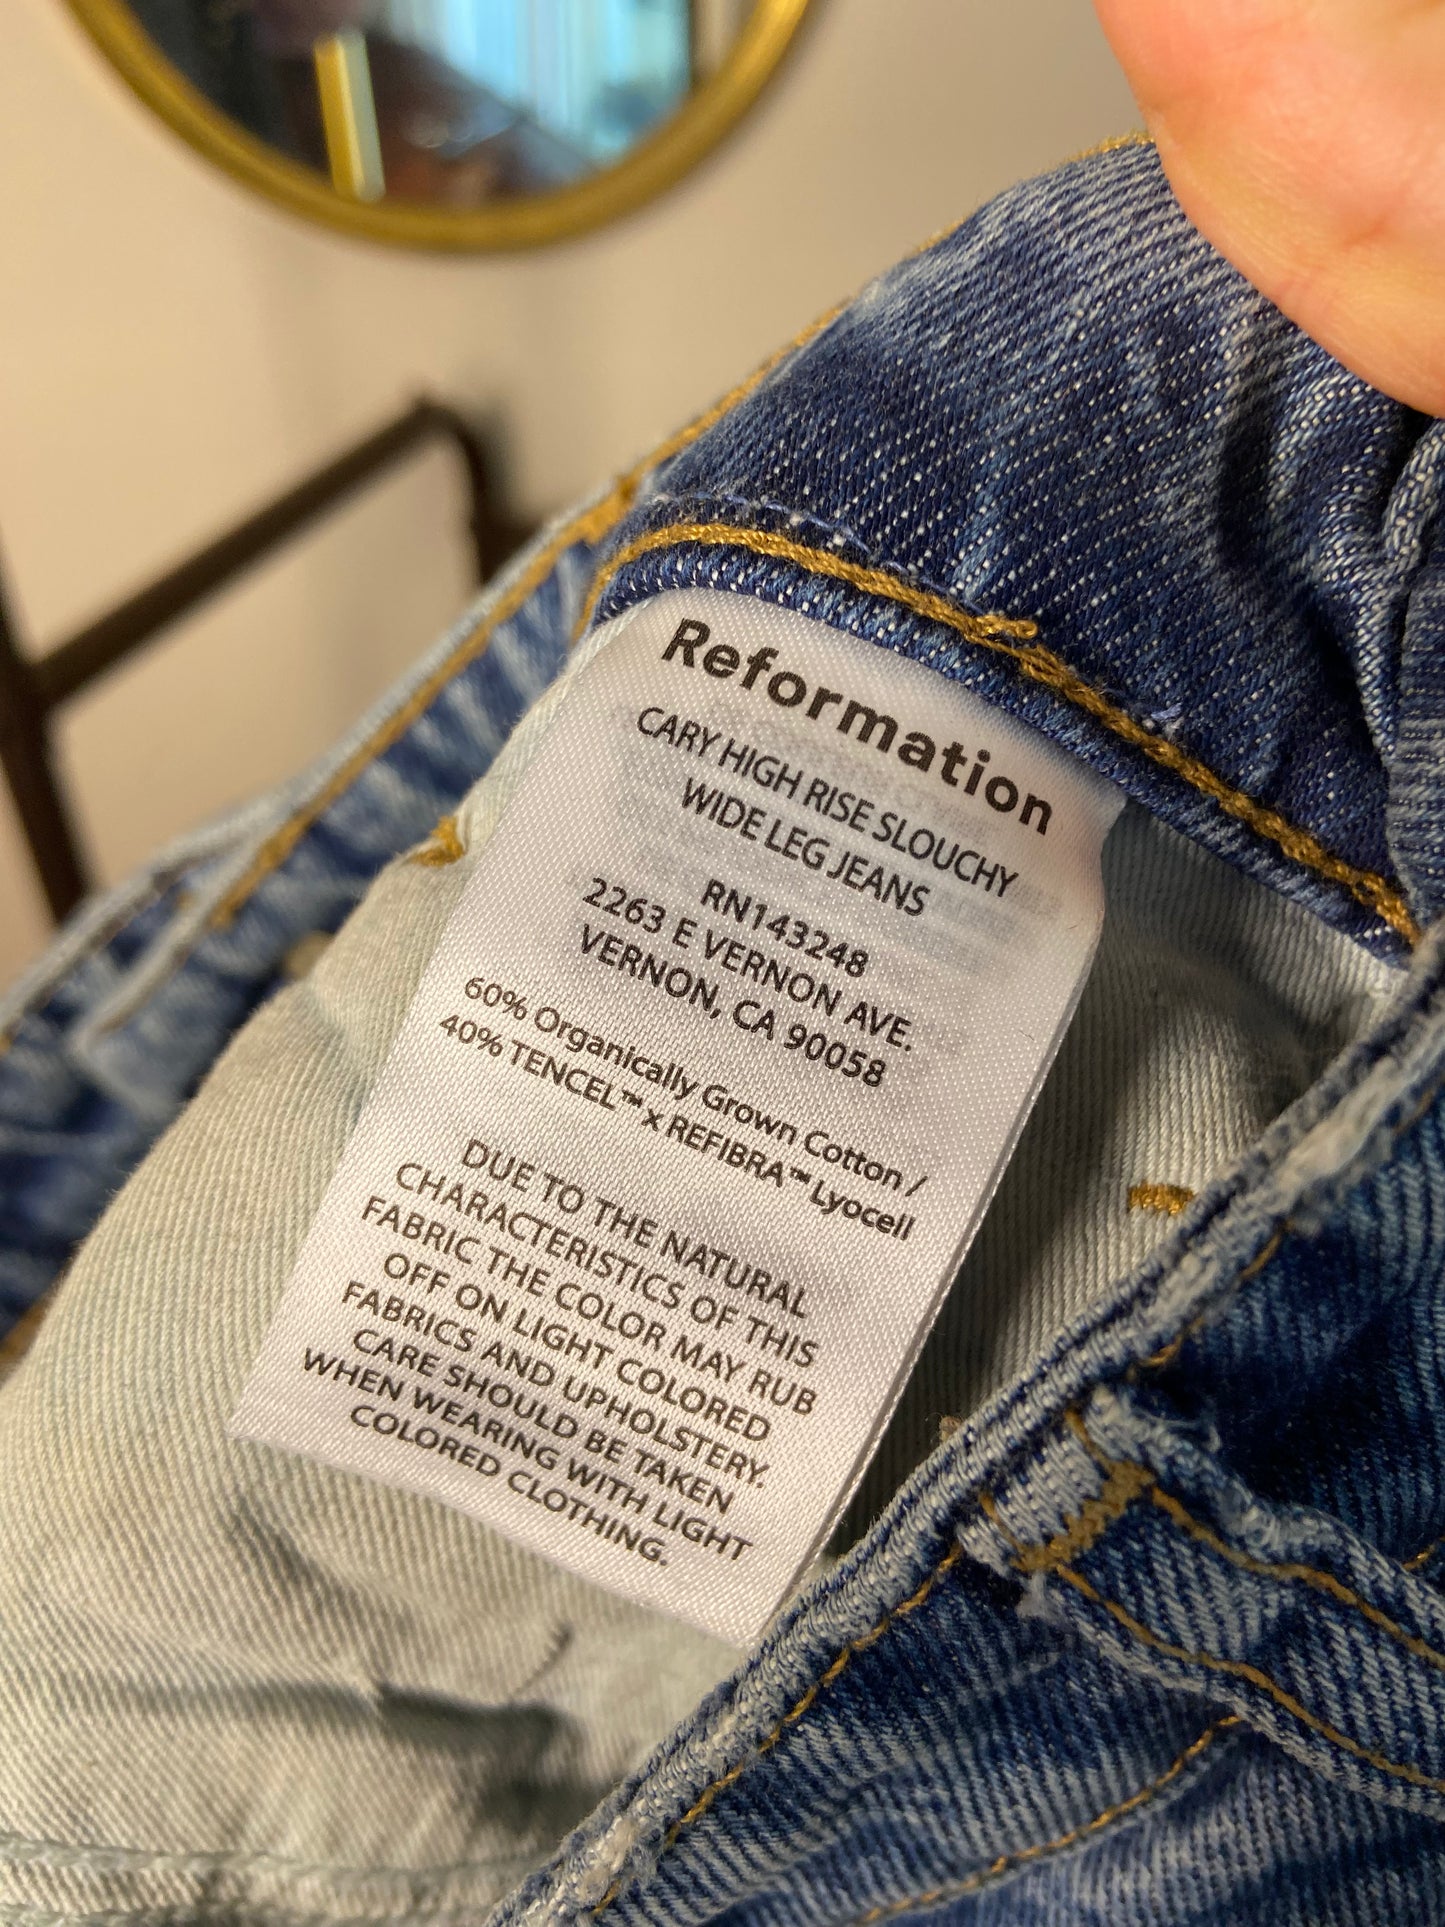 Reformation
CARY HIGH RISE SLOUCHY
WIDE LEG JEANS
RN143248
2263 E VERNON AVE.
VERNON, CA 90058
60% Organically Grown Cotton /
40% TENCEL™ x REFIBRA™ Lyocell
DUE TO THE NATURAL
CHARACTERISTICS OF THIS
FABRIC THE COLOR MAY RUB
OFF ON LIGHT COLORED
FABRICS AND UPHOLSTERY.
CARE SHOULD BE TAKEN
WHEN WEARING WITH LIGHT
COLORED CLOTHING.